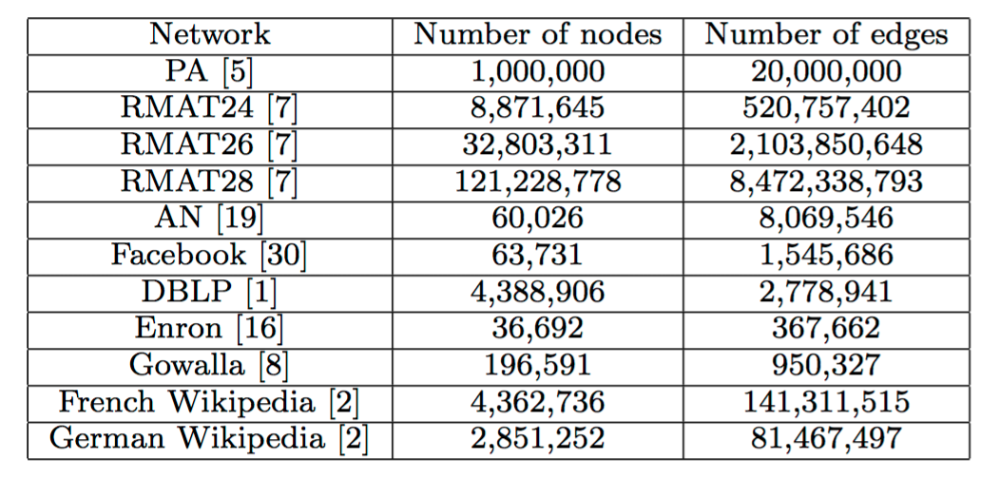 Network Number of nodes Number of edges
PA [5] 1,000,000 20,000,000
RMAT24 [7] 8,871,645 520,757,402
RMAT26 [7] 32,803,311 2,103,850,648
RMAT28 [7] 121,228,778 8,472,338,793
AN [19] 60,026 8,069,546
Facebook [30] 63,731 1,545,686
DBLP [1] 4,388,906 2,778,941
Enron [16] 36,692 367,662
Gowalla [8] 196,591 950,327
French Wikipedia [2] 4,362,736 141,311,515
German Wikipedia [2] 2,851,252 81,467,497